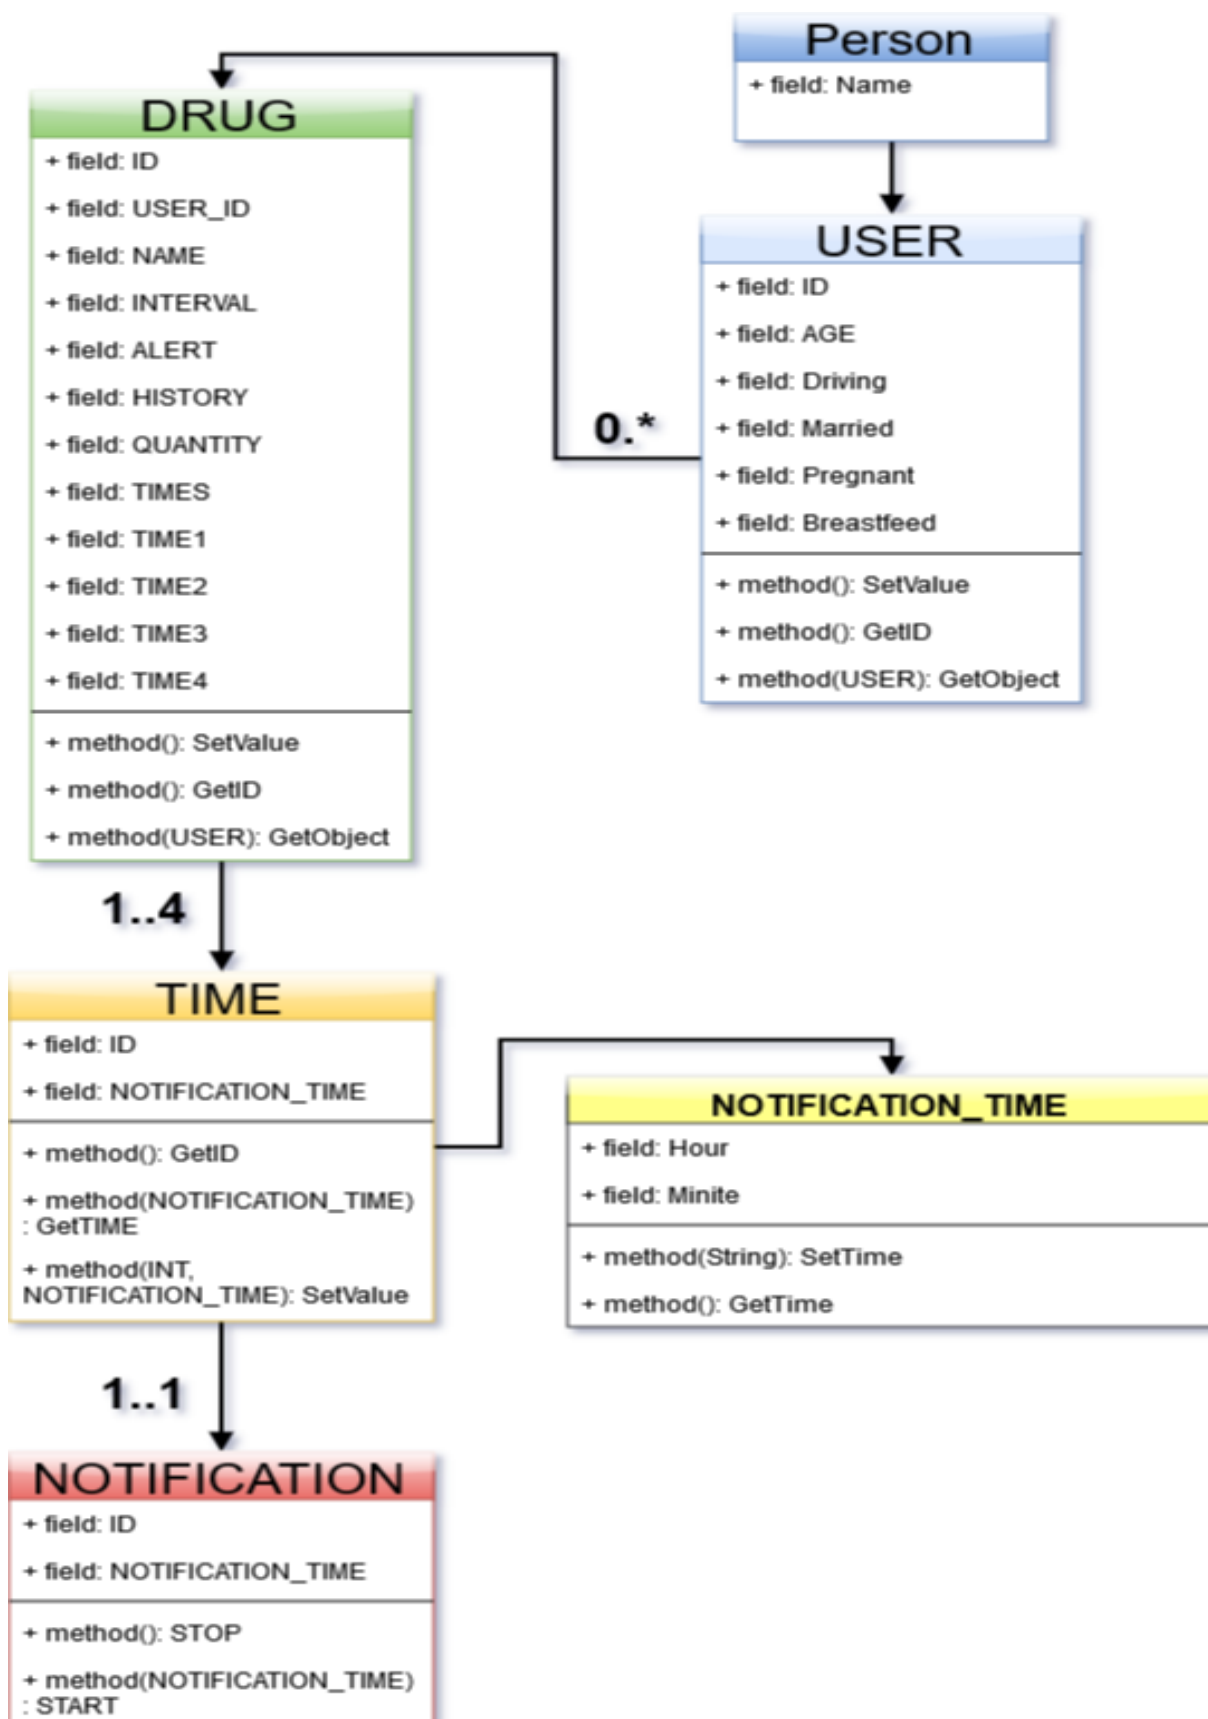 Person
+ field: Name
DRUG
+ field: ID
+ field: USER_ID
+ field: NAME
+ field: INTERVAL
+ field: ALERT
+ field: HISTORY
+ field: QUANTITY
+ field: TIMES
+ field: TIME1
+ field: TIME2
+ field: TIME3
+ field: TIME4
+ method(): SetValue
+ method(): GetID
+ method(USER): GetObject
USER
+ field: ID
+ field: AGE
+ field: Driving
+ field: Married
+ field: Pregnant
+ field: Breastfeed
+ method(): SetValue
+ method(): GetID
+ method(USER): GetObject
0.*
1..4
TIME
+ field: ID
+ field: NOTIFICATION_TIME
+ method(): GetID
+ method(NOTIFICATION_TIME)
: GetTIME
+ method(INT,
NOTIFICATION_TIME): SetValue
NOTIFICATION_TIME
+ field: Hour
+ field: Minite
+ method(String): SetTime
+ method(): GetTime
1..1
NOTIFICATION
+ field: ID
+ field: NOTIFICATION_TIME
+ method(): STOP
+ method(NOTIFICATION_TIME)
: START